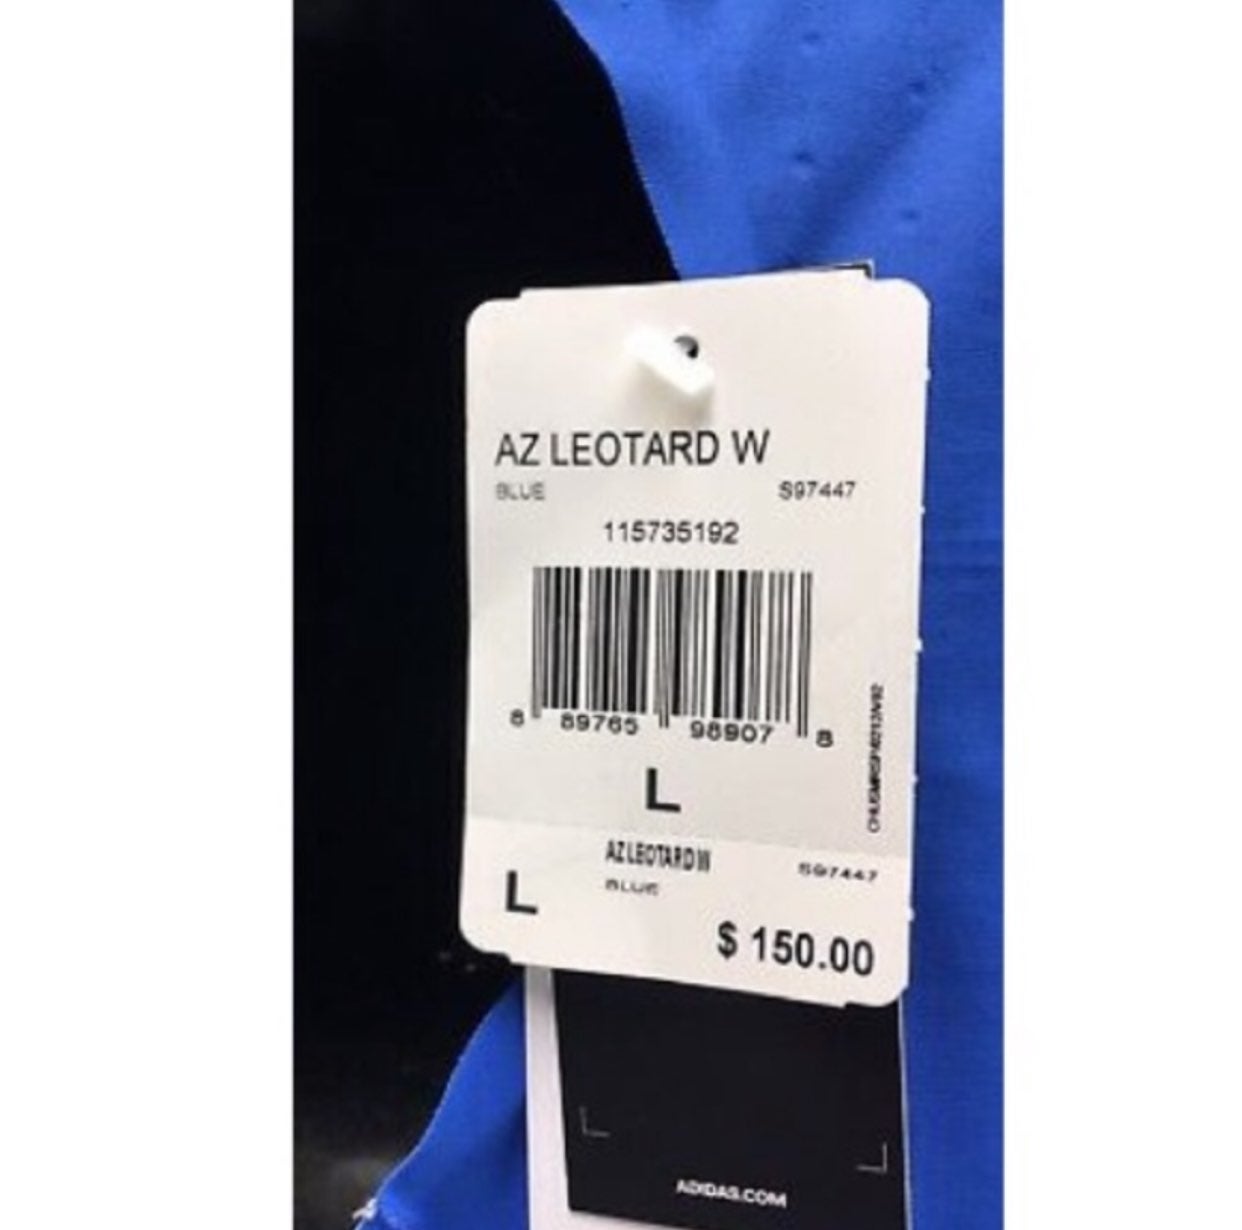 AZ LEOTARD W
BLUE S97447
115735192
8 89765 98907 8
L
AZ LEOTARD W S97447
BLUE
L
$ 150.00
ADIDAS.COM